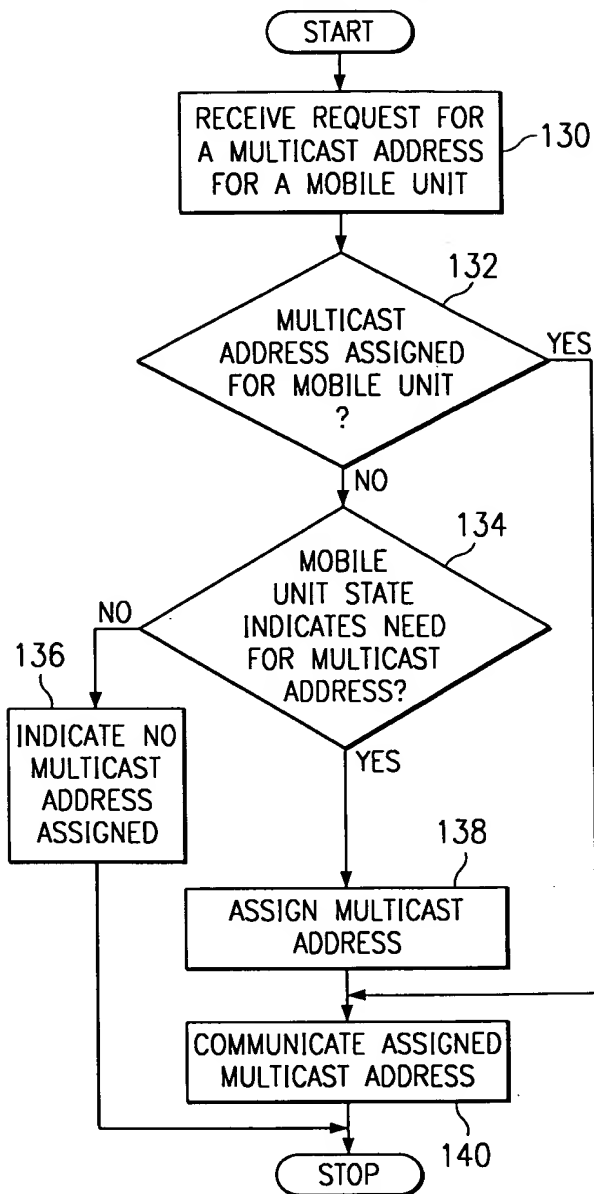 START
RECEIVE REQUEST FOR
A MULTICAST ADDRESS
FOR A MOBILE UNIT
130
132
MULTICAST
ADDRESS ASSIGNED
FOR MOBILE UNIT
?
YES
NO
134
MOBILE
UNIT STATE
INDICATES NEED
FOR MULTICAST
ADDRESS?
NO
136
INDICATE NO
MULTICAST
ADDRESS
ASSIGNED
YES
138
ASSIGN MULTICAST
ADDRESS
COMMUNICATE ASSIGNED
MULTICAST ADDRESS
140
STOP